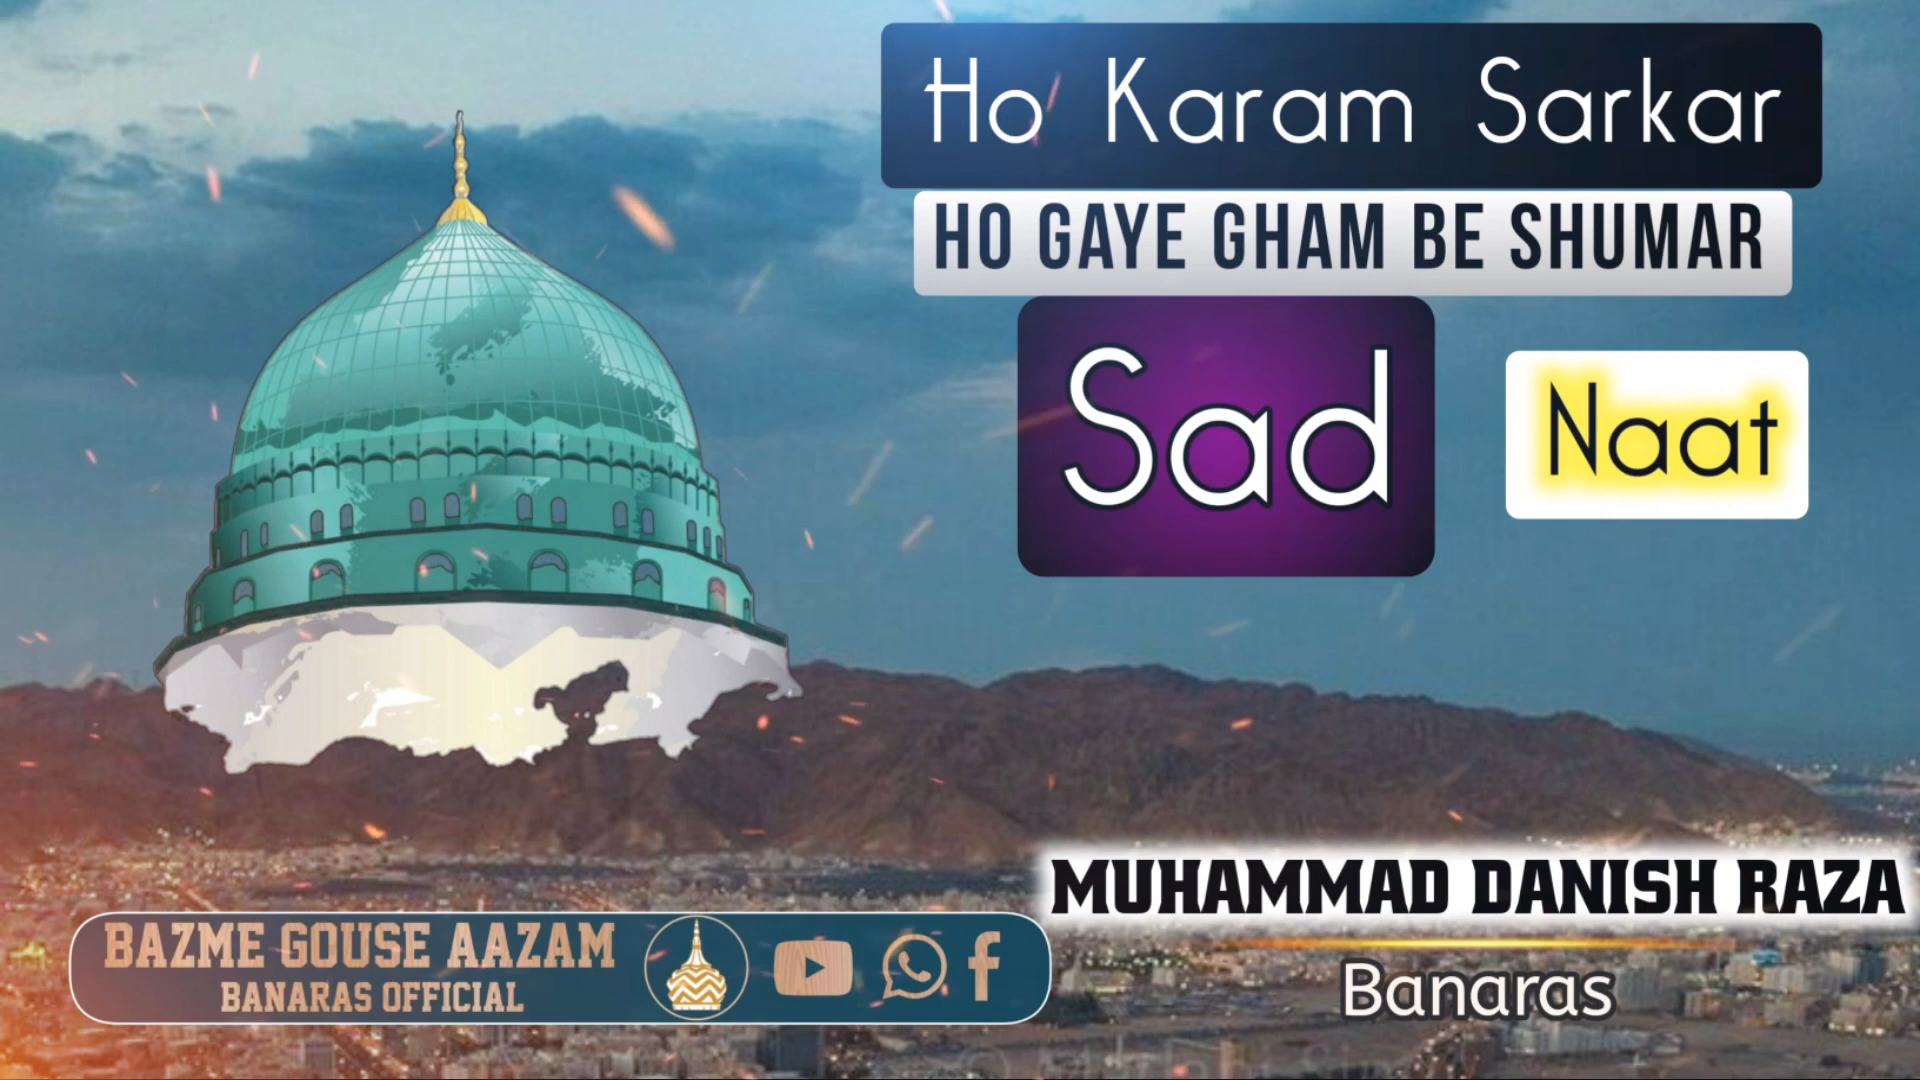 Ho Karam Sarkar
HO GAYE GHAM BE SHUMAR
Sad
Naat
MUHAMMAD DANISH RAZA
Banaras
BAZME GOUSE AAZAM
BANARAS OFFICIAL